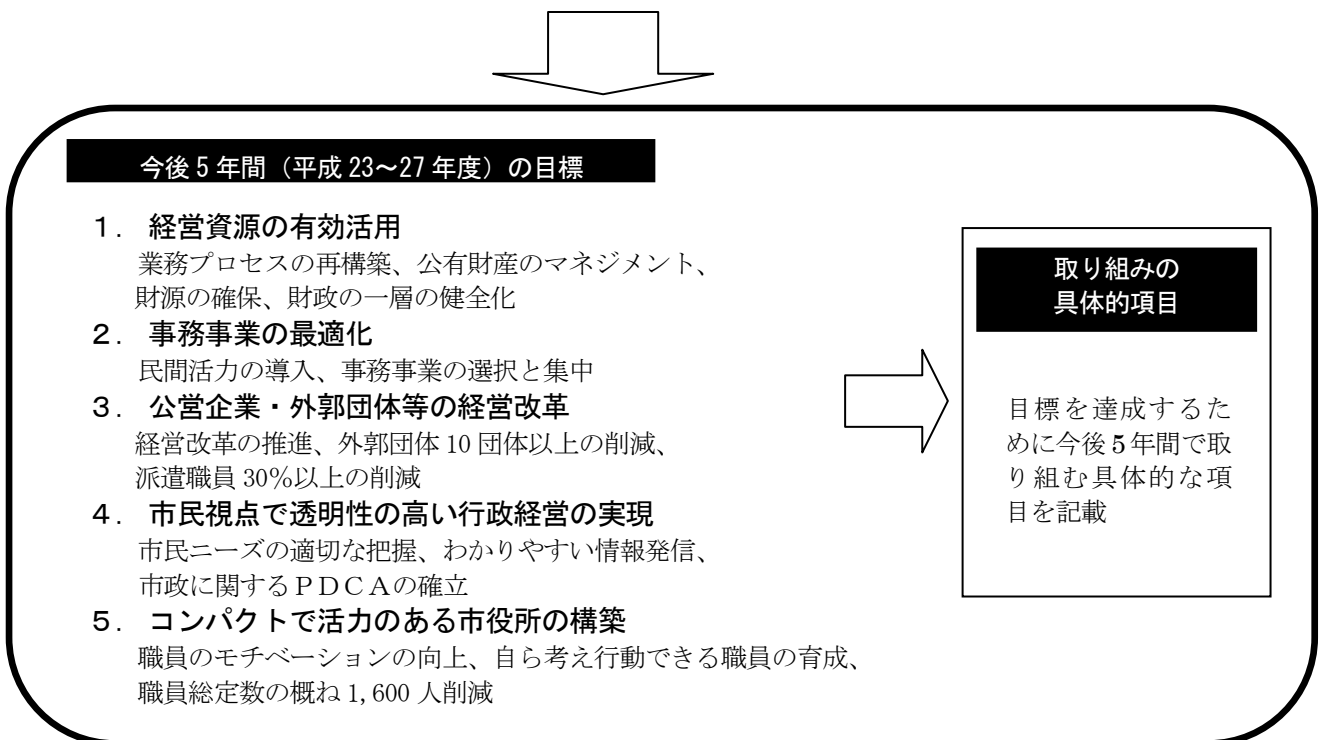 今後5年間（平成23～27年度）の目標
１．経営資源の有効活用
業務プロセスの再構築、公有財産のマネジメント、
財源の確保、財政の一層の健全化
２．事務事業の最適化
民間活力の導入、事務事業の選択と集中
３．公営企業・外郭団体等の経営改革
経営改革の推進、外郭団体10団体以上の削減、
派遣職員30％以上の削減
４．市民視点で透明性の高い行政経営の実現
市民ニーズの適切な把握、わかりやすい情報発信、
市政に関するＰＤＣＡの確立
５．コンパクトで活力のある市役所の構築
職員のモチベーションの向上、自ら考え行動できる職員の育成、
職員総定数の概ね1,600人削減
取り組みの
具体的項目
目標を達成するた
めに今後5年間で取
り組む具体的な項
目を記載